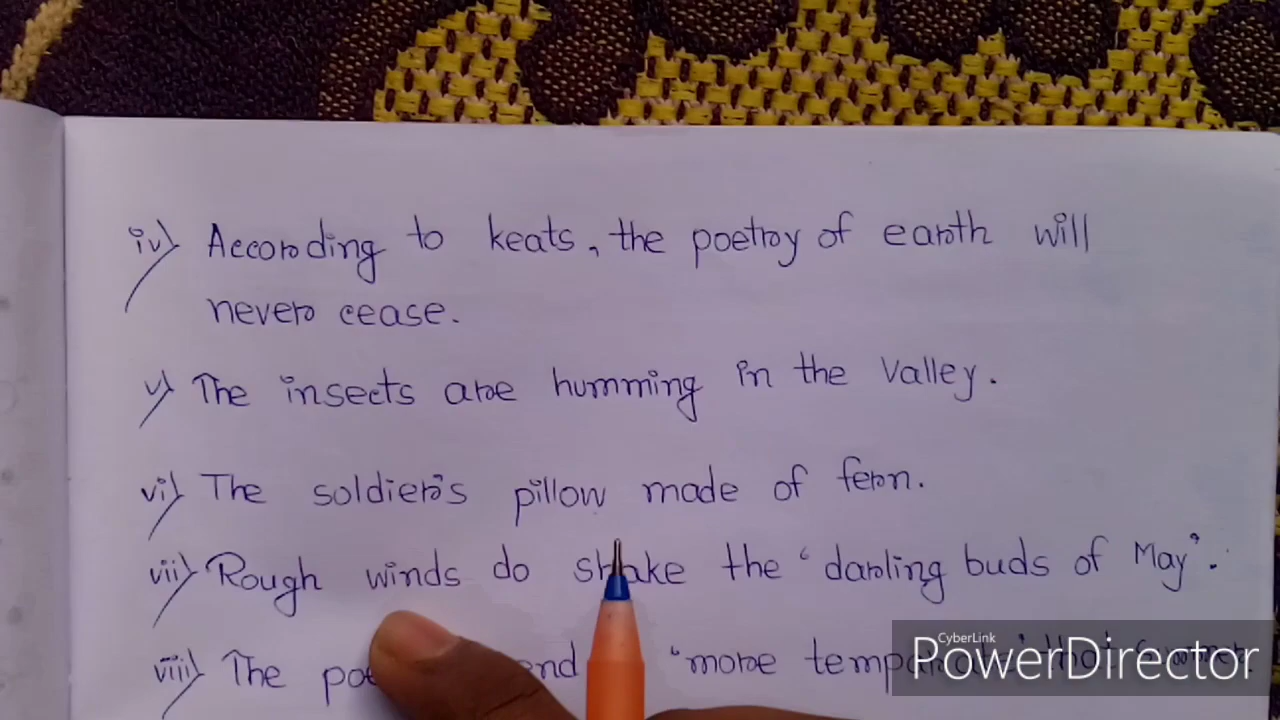 iv) According to keats, the poetry of earth will
never cease.
v) The insects are humming in the valley.
vi) The soldier's pillow made of fern.
vii) Rough winds do shake the 'darling buds of May'.
viii) The 'more
CyberLink
PowerDirector